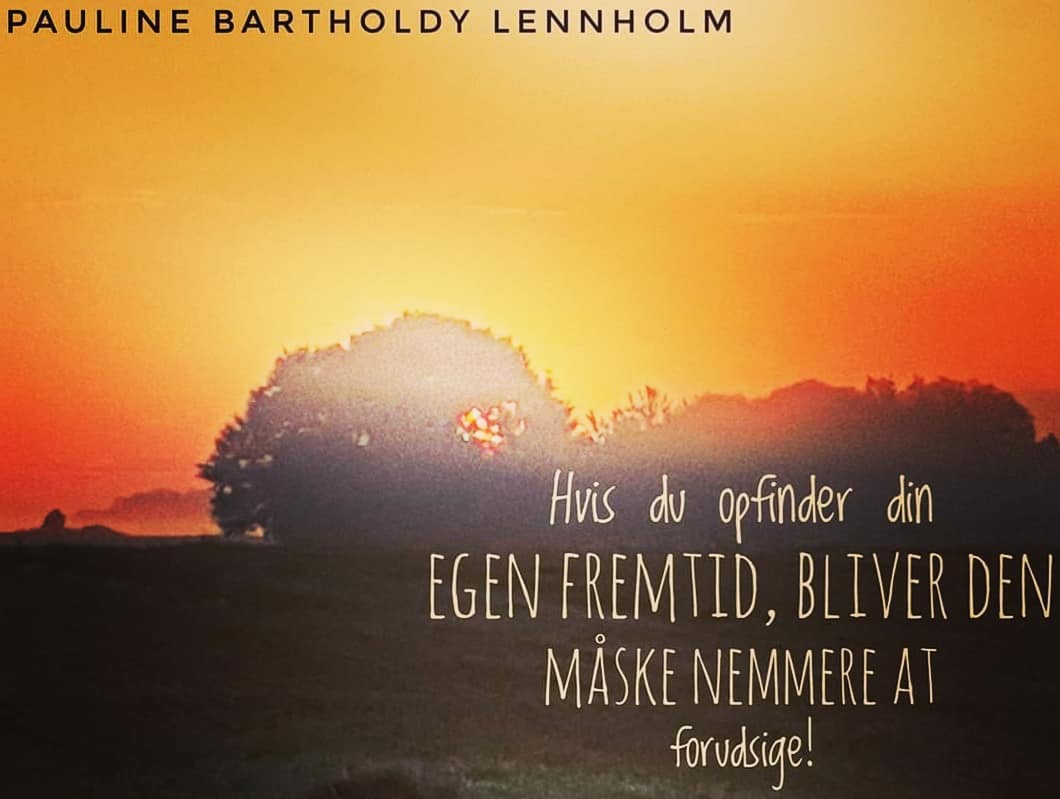 PAULINE BARTHOLDY LENNHOLM
Hvis du opfinder din
EGEN FREMTID, BLIVER DEN
MÅSKE NEMMERE AT
forudsige!